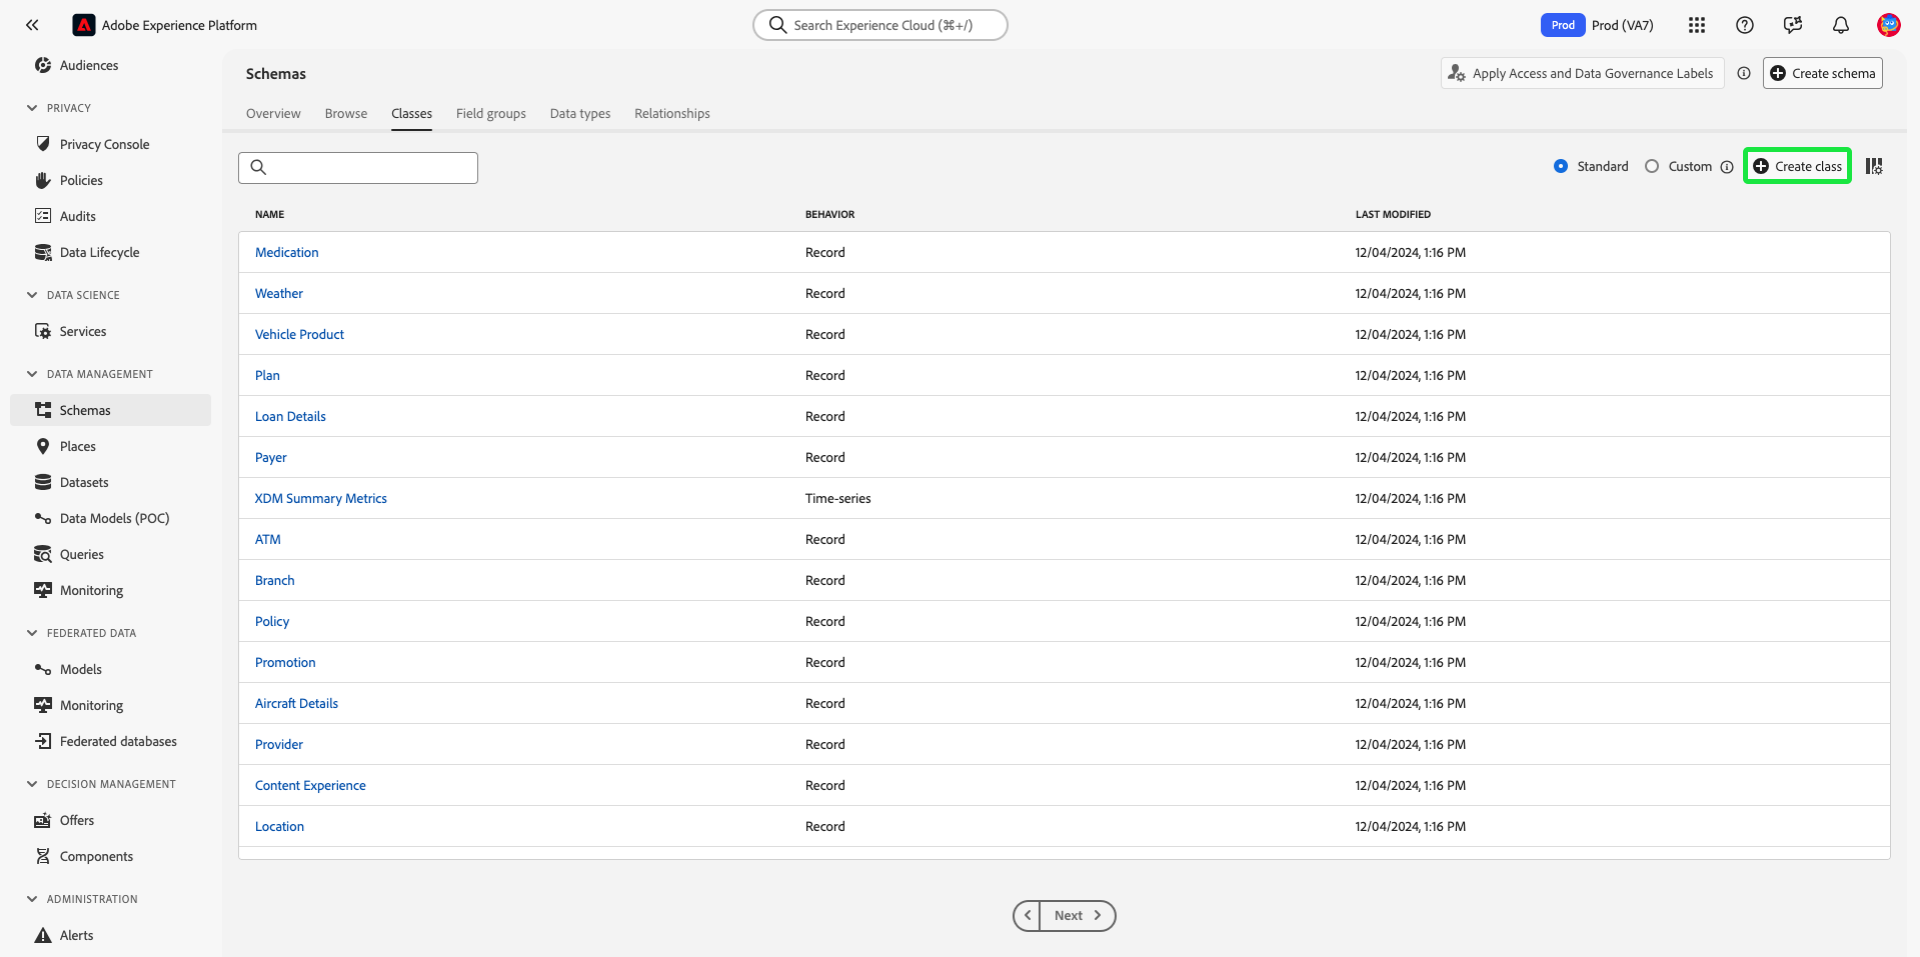 Adobe Experience Platform
Search Experience Cloud (⌘+/)
Prod Prod (VA7)
Audiences
PRIVACY
Privacy Console
Policies
Audits
Data Lifecycle
DATA SCIENCE
Services
DATA MANAGEMENT
Schemas
Places
Datasets
Data Models (POC)
Queries
Monitoring
FEDERATED DATA
Models
Monitoring
Federated databases
DECISION MANAGEMENT
Offers
Components
ADMINISTRATION
Alerts
Schemas
Apply Access and Data Governance Labels Create schema
Overview Browse Classes Field groups Data types Relationships
Standard Custom Create class
NAME BEHAVIOR LAST MODIFIED
Medication Record 12/04/2024, 1:16 PM
Weather Record 12/04/2024, 1:16 PM
Vehicle Product Record 12/04/2024, 1:16 PM
Plan Record 12/04/2024, 1:16 PM
Loan Details Record 12/04/2024, 1:16 PM
Payer Record 12/04/2024, 1:16 PM
XDM Summary Metrics Time-series 12/04/2024, 1:16 PM
ATM Record 12/04/2024, 1:16 PM
Branch Record 12/04/2024, 1:16 PM
Policy Record 12/04/2024, 1:16 PM
Promotion Record 12/04/2024, 1:16 PM
Aircraft Details Record 12/04/2024, 1:16 PM
Provider Record 12/04/2024, 1:16 PM
Content Experience Record 12/04/2024, 1:16 PM
Location Record 12/04/2024, 1:16 PM
Next